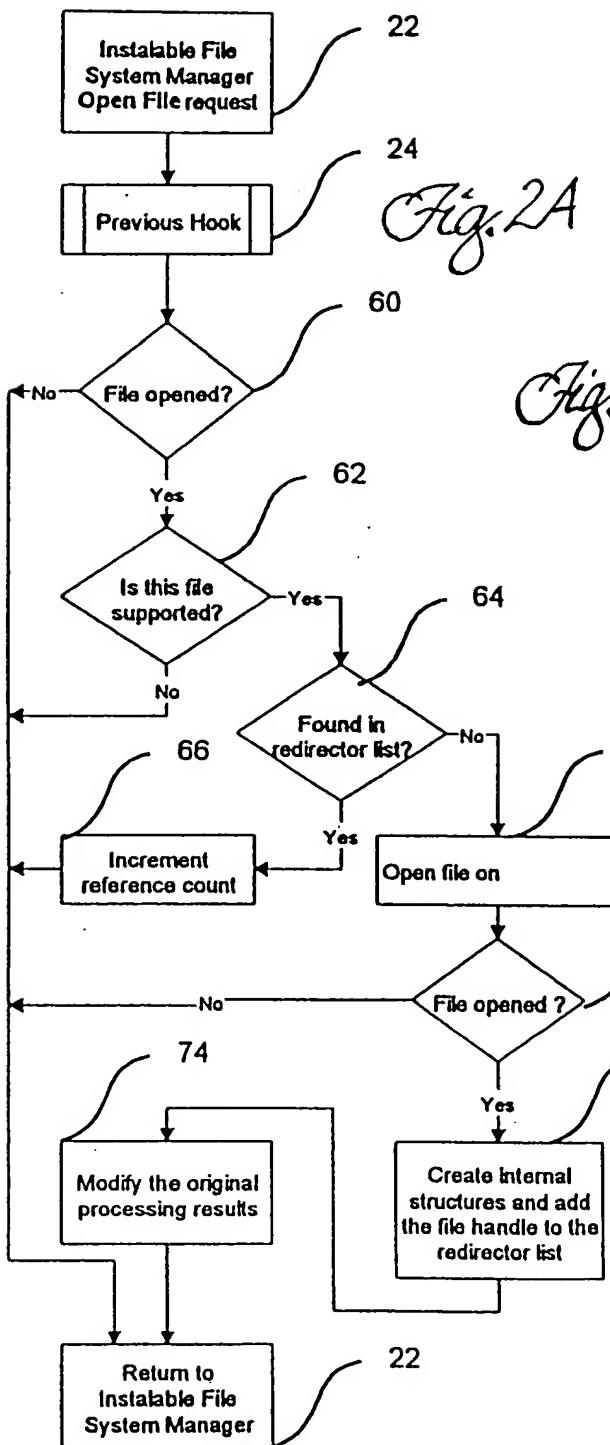 22
Instalable File
System Manager
Open File request
24
Previous Hook
Fig. 2A
60
File opened?
No
Fig.
Yes
62
Is this file
supported?
Yes
64
No
Found in
redirector list?
No
66
Yes
Increment
reference count
Open file on
No
File opened ?
74
Yes
Modify the original
processing results
Create internal
structures and add
the file handle to the
redirector list
Return to
Instalable File
System Manager
22